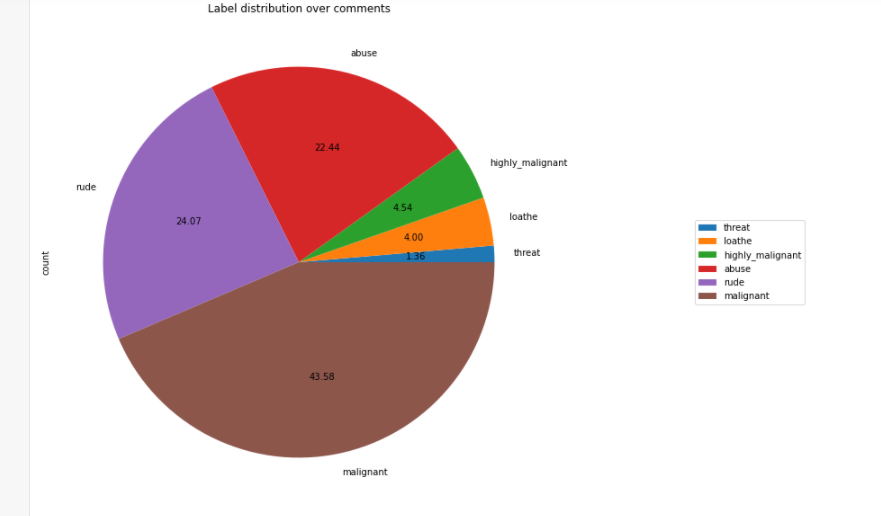 Label distribution over comments
abuse
22.44
highly_malignant
rude
4.54
24.07
loathe
4.00
threat
1.36
count
43.58
malignant
threat
loathe
highly_malignant
abuse
rude
malignant